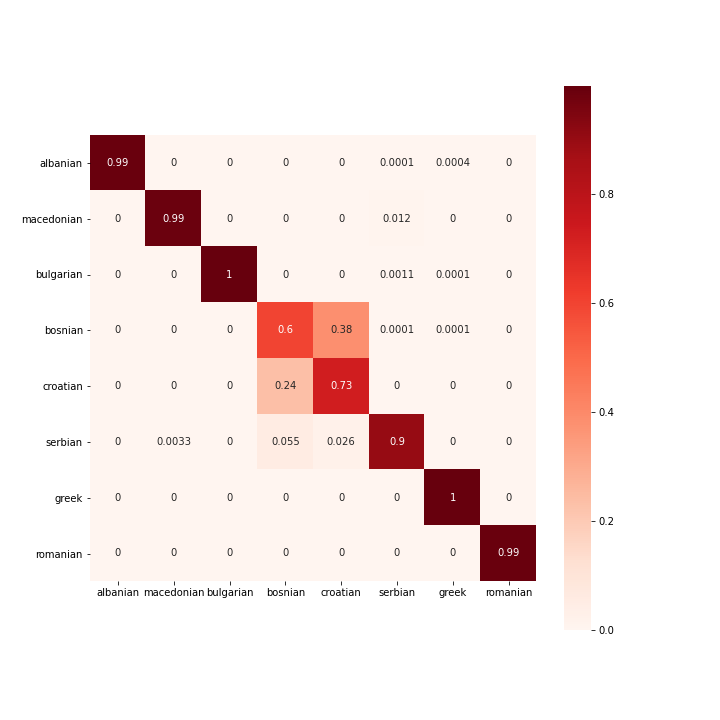 albanian 0.99 0 0 0 0 0.0001 0.0004 0
macedonian 0 0.99 0 0 0 0.012 0 0
bulgarian 0 0 1 0 0 0.0011 0.0001 0
bosnian 0 0 0 0.6 0.38 0.0001 0.0001 0
croatian 0 0 0 0.24 0.73 0 0 0
serbian 0 0.0033 0 0.055 0.026 0.9 0 0
greek 0 0 0 0 0 0 1 0
romanian 0 0 0 0 0 0 0 0.99
albanian macedonian bulgarian bosnian croatian serbian greek romanian
0.8
0.6
0.4
0.2
0.0